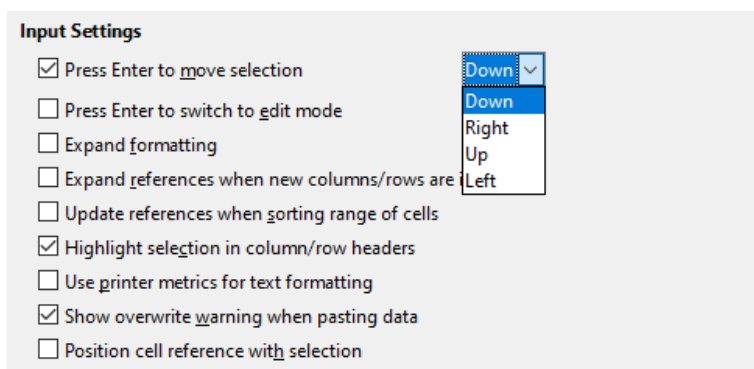 Input Settings
Press Enter to move selection Down
Down
Press Enter to switch to edit mode
Right
Expand formatting
Up
Expand references when new columns/rows are
Left
Update references when sorting range of cells
Highlight selection in column/row headers
Use printer metrics for text formatting
Show overwrite warning when pasting data
Position cell reference with selection